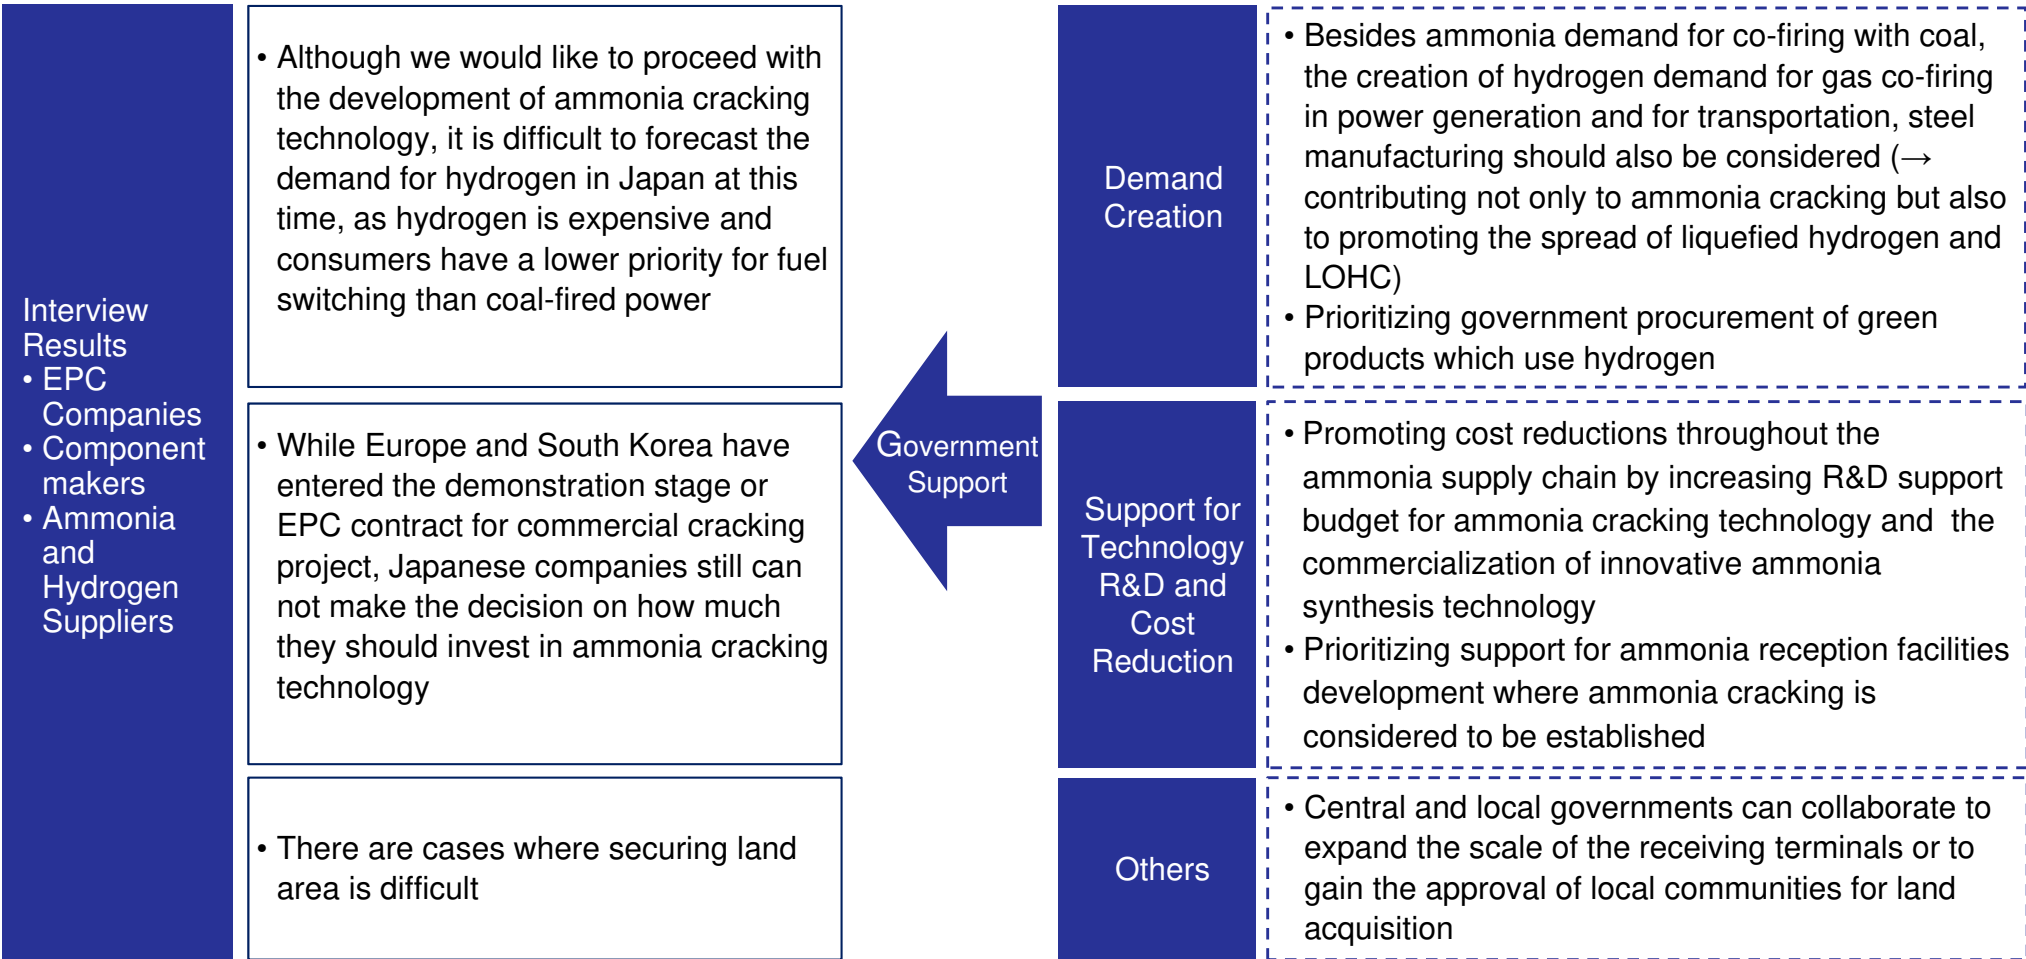 Interview
Results
• EPC
Companies
• Component
makers
• Ammonia
and
Hydrogen
Suppliers
• Although we would like to proceed with
the development of ammonia cracking
technology, it is difficult to forecast the
demand for hydrogen in Japan at this
time, as hydrogen is expensive and
consumers have a lower priority for fuel
switching than coal-fired power
• While Europe and South Korea have
entered the demonstration stage or
EPC contract for commercial cracking
project, Japanese companies still can
not make the decision on how much
they should invest in ammonia cracking
technology
• There are cases where securing land
area is difficult
Government
Support
Demand
Creation
• Besides ammonia demand for co-firing with coal,
the creation of hydrogen demand for gas co-firing
in power generation and for transportation, steel
manufacturing should also be considered (→
contributing not only to ammonia cracking but also
to promoting the spread of liquefied hydrogen and
LOHC)
• Prioritizing government procurement of green
products which use hydrogen
Support for
Technology
R&D and
Cost
Reduction
• Promoting cost reductions throughout the
ammonia supply chain by increasing R&D support
budget for ammonia cracking technology and  the
commercialization of innovative ammonia
synthesis technology
• Prioritizing support for ammonia reception facilities
development where ammonia cracking is
considered to be established
Others
• Central and local governments can collaborate to
expand the scale of the receiving terminals or to
gain the approval of local communities for land
acquisition